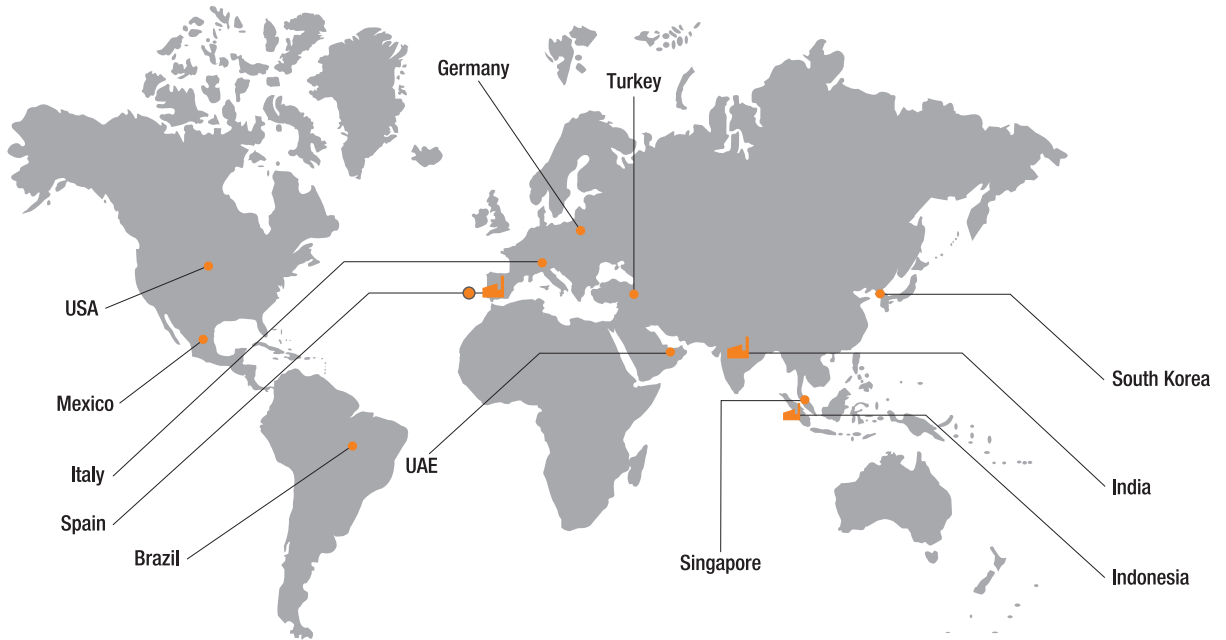 Germany
Turkey
USA
Mexico
South Korea
Italy
UAE
India
Spain
Brazil
Singapore
Indonesia